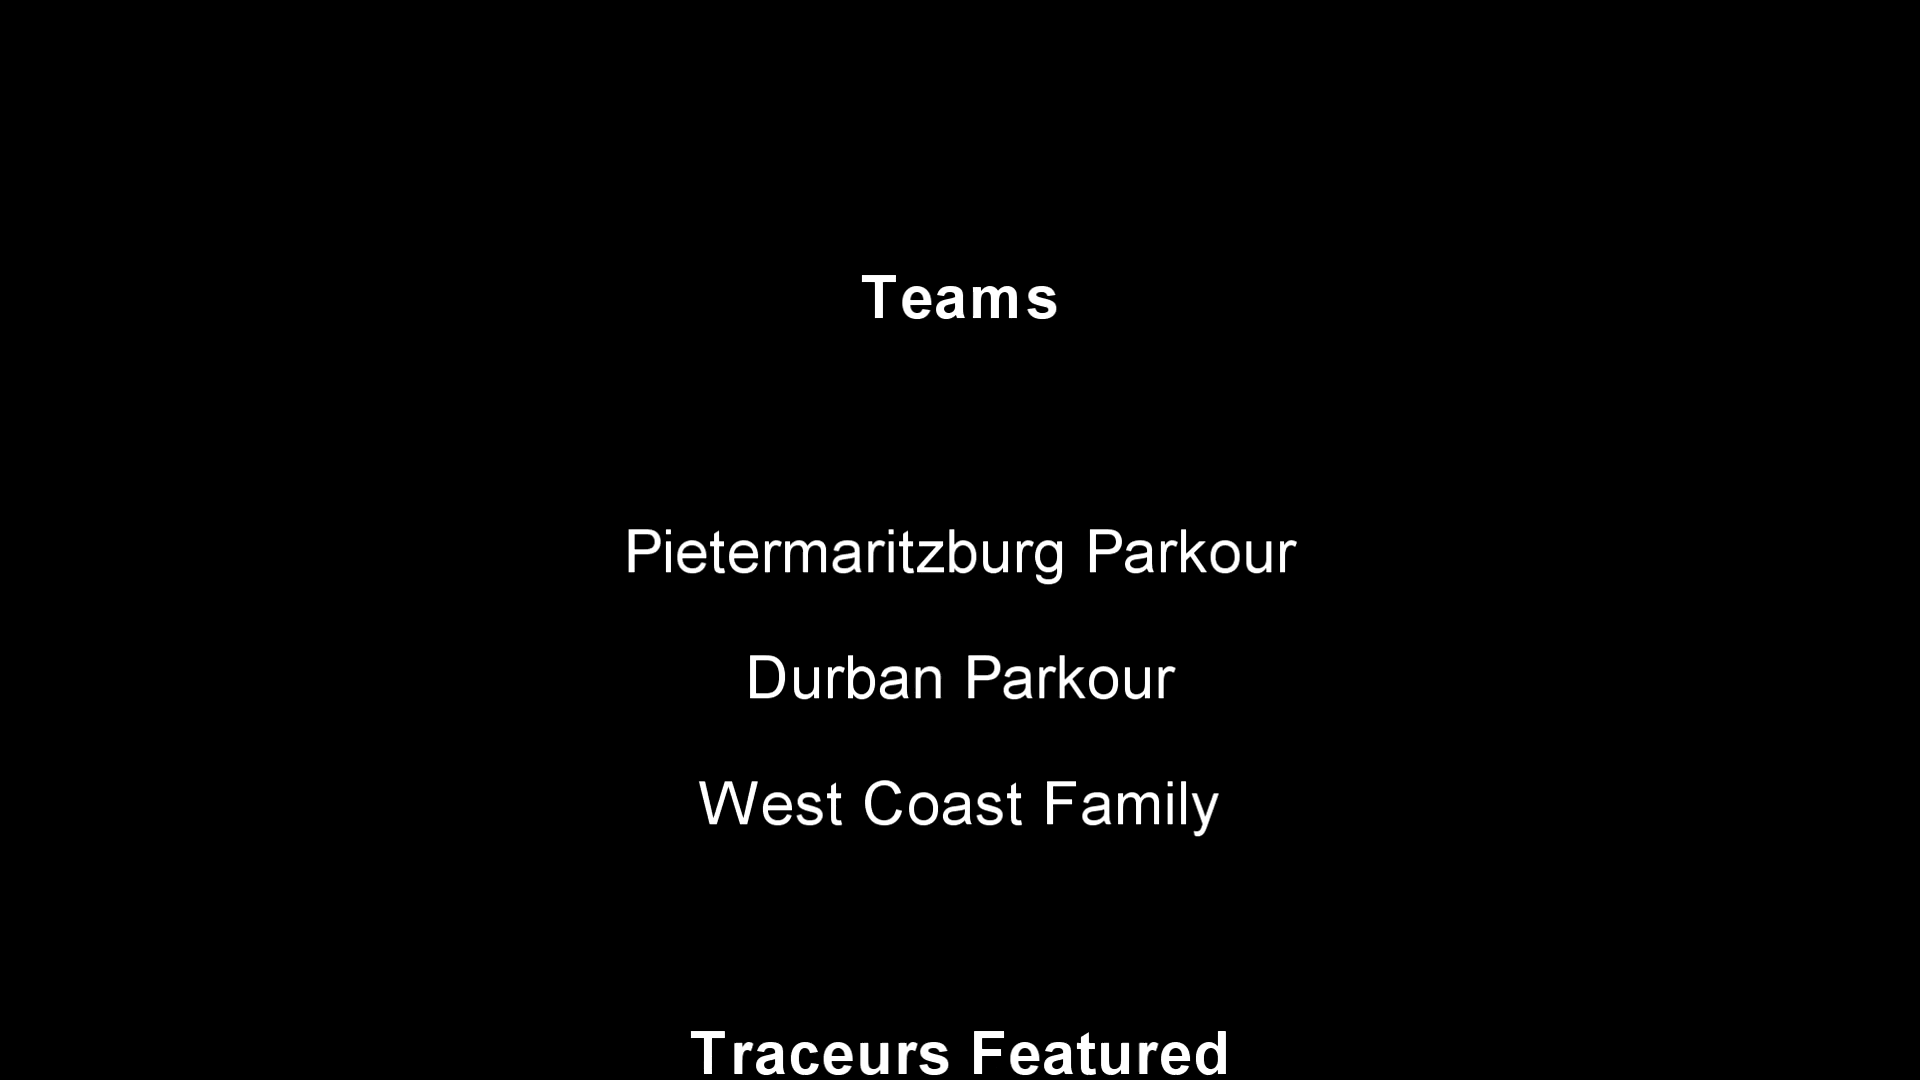 Teams
Pietermaritzburg Parkour
Durban Parkour
West Coast Family
Traceurs Featured